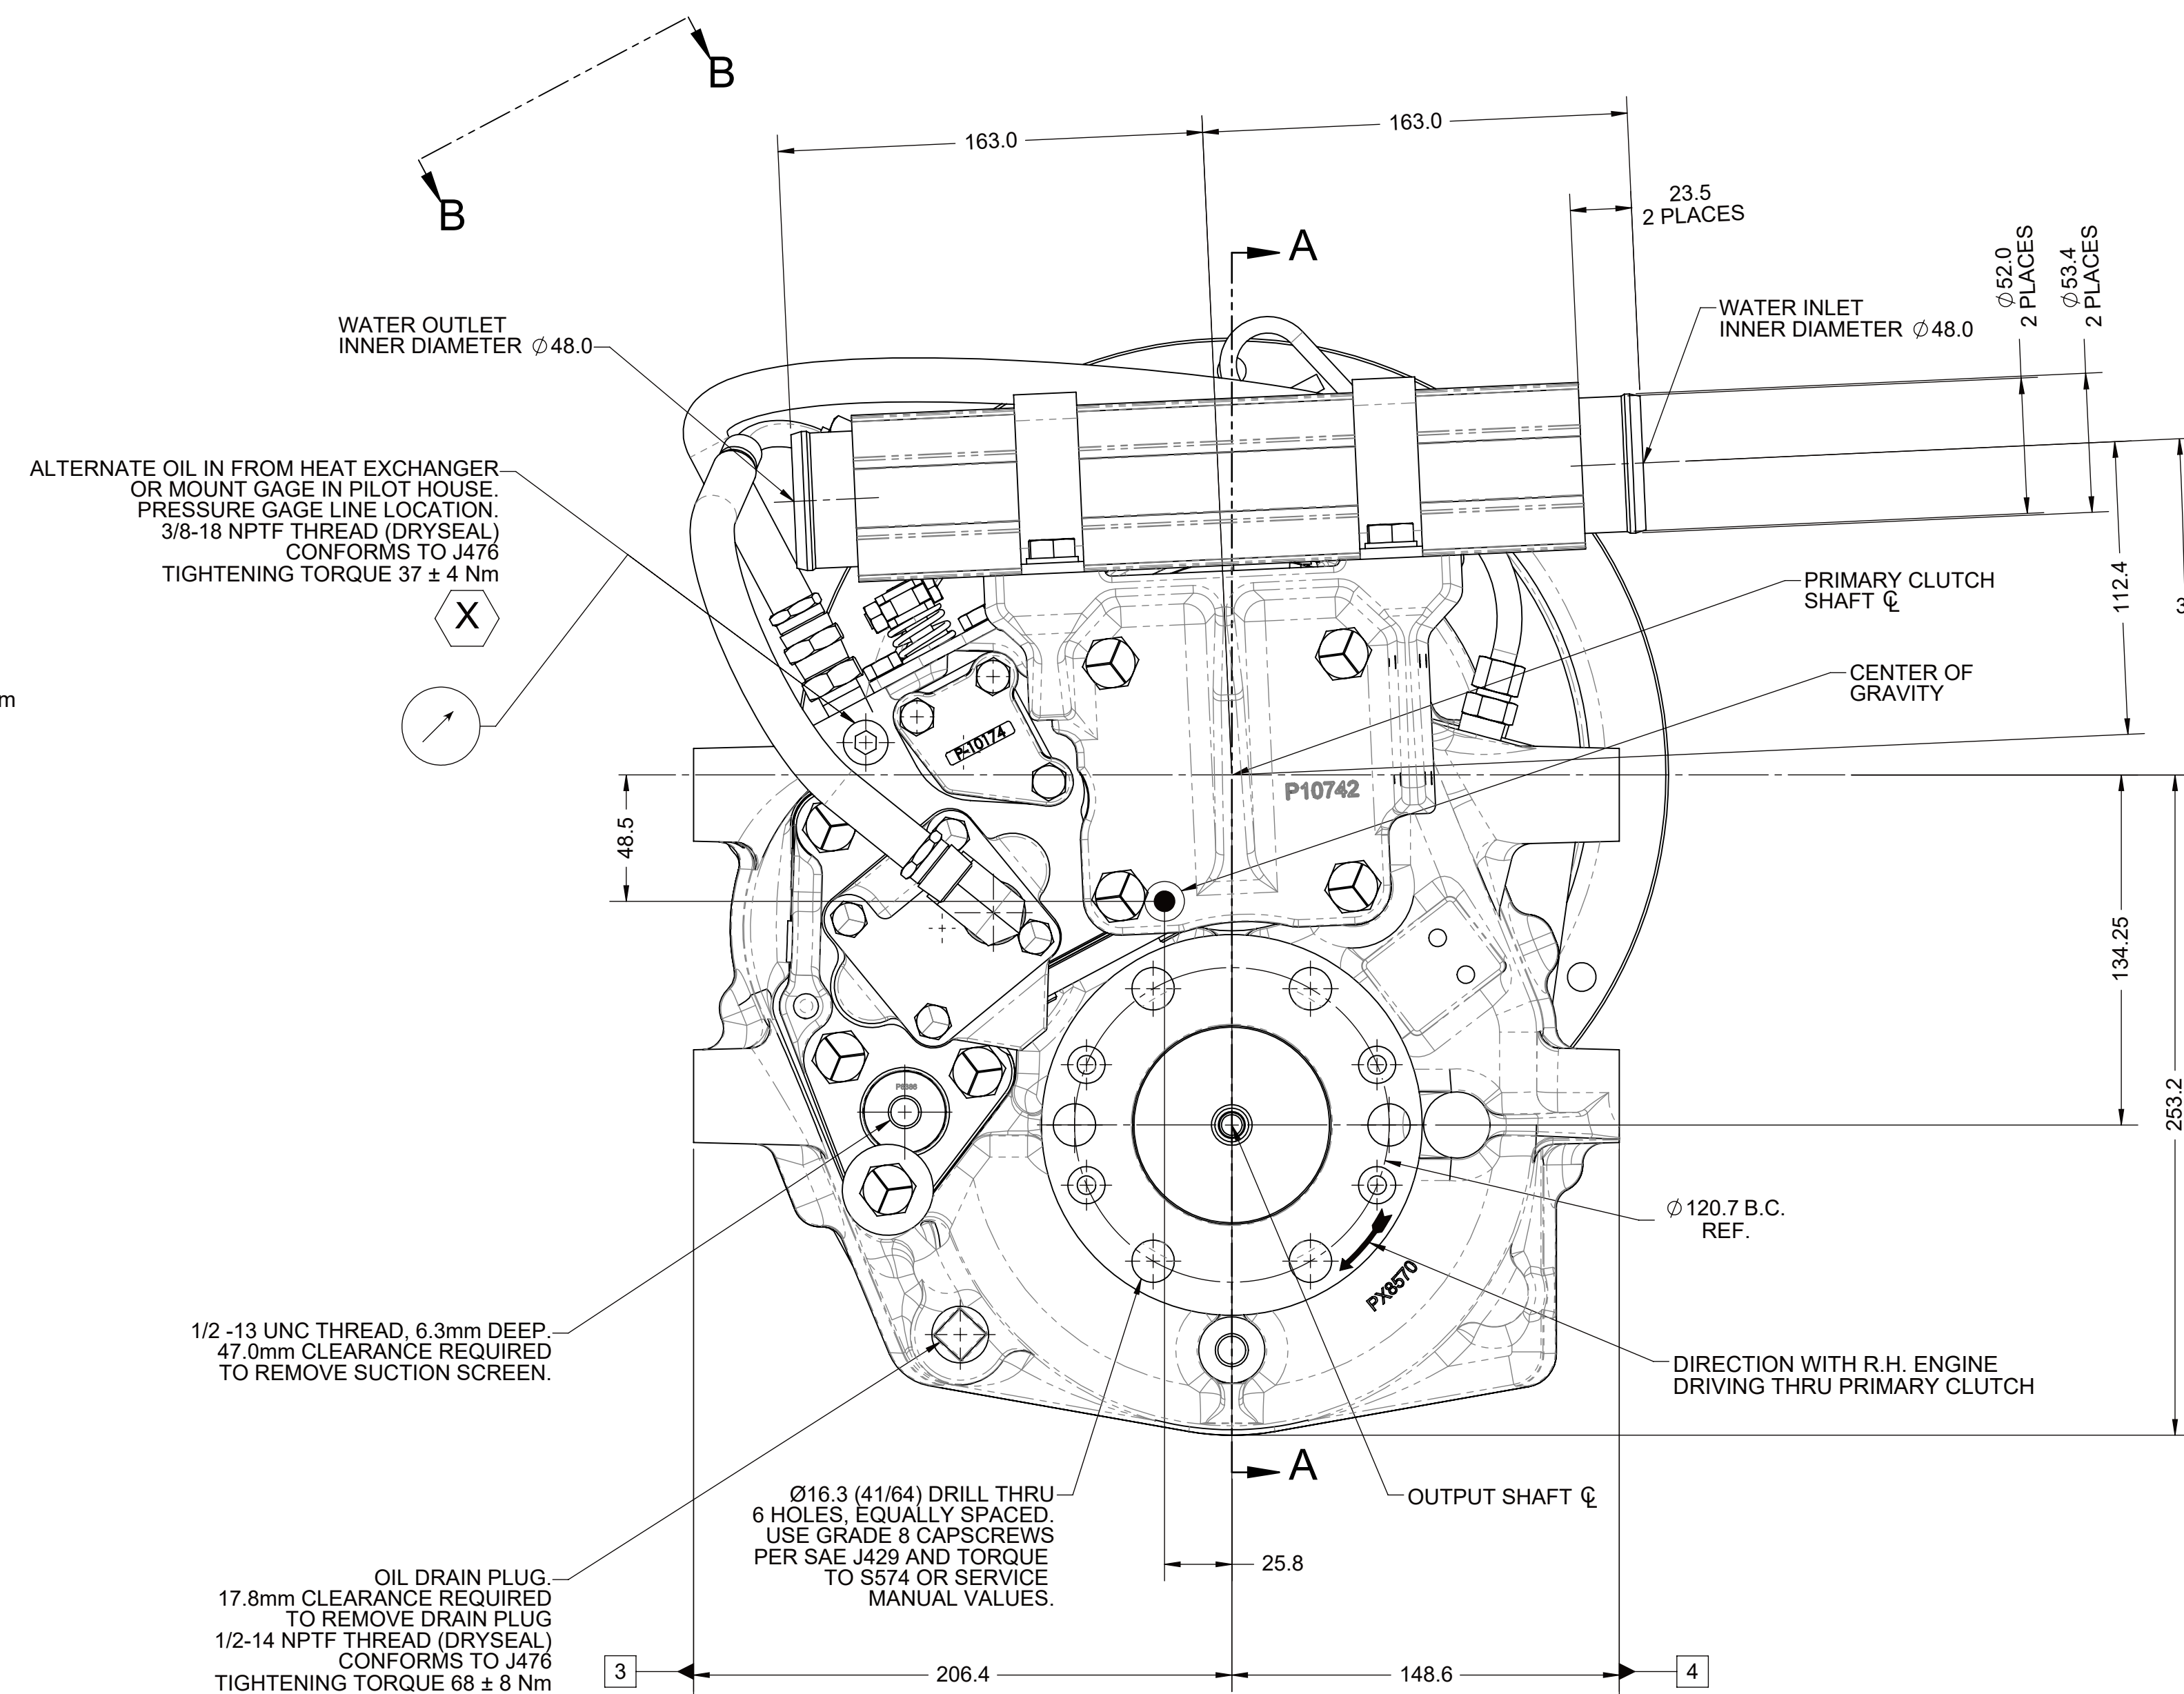 B
B
163.0
163.0
23.5
2 PLACES
A
Ø52.0
2 PLACES
Ø53.4
2 PLACES
WATER OUTLET
INNER DIAMETER Ø48.0
WATER INLET
INNER DIAMETER Ø48.0
ALTERNATE OIL IN FROM HEAT EXCHANGER
OR MOUNT GAGE IN PILOT HOUSE.
PRESSURE GAGE LINE LOCATION.
3/8-18 NPTF THREAD (DRYSEAL)
CONFORMS TO J476
TIGHTENING TORQUE 37 ± 4 Nm
X
PRIMARY CLUTCH
SHAFT ℄
112.4
3
CENTER OF
GRAVITY
m
P-10174
P10742
48.5
134.25
253.2
Ø120.7 B.C.
REF.
PX8570
1/2 -13 UNC THREAD, 6.3mm DEEP.
47.0mm CLEARANCE REQUIRED
TO REMOVE SUCTION SCREEN.
DIRECTION WITH R.H. ENGINE
DRIVING THRU PRIMARY CLUTCH
A
Ø16.3 (41/64) DRILL THRU
6 HOLES, EQUALLY SPACED.
USE GRADE 8 CAPSCREWS
PER SAE J429 AND TORQUE
TO S574 OR SERVICE
MANUAL VALUES.
OUTPUT SHAFT ℄
25.8
OIL DRAIN PLUG.
17.8mm CLEARANCE REQUIRED
TO REMOVE DRAIN PLUG
1/2-14 NPTF THREAD (DRYSEAL)
CONFORMS TO J476
TIGHTENING TORQUE 68 ± 8 Nm
3
206.4
148.6
4